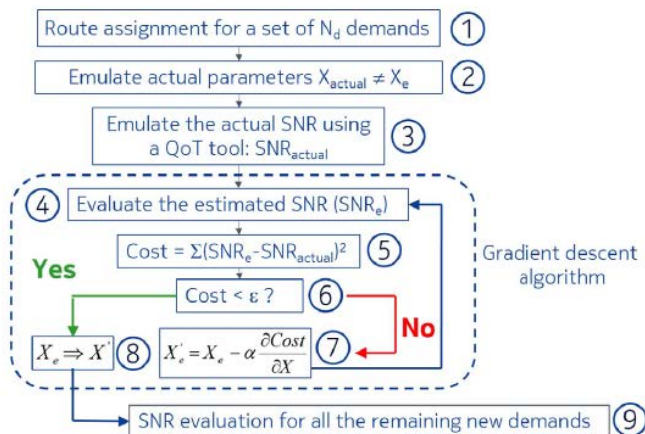 Route assignment for a set of N_d demands ①
Emulate actual parameters X_actual ≠ X_e ②
Emulate the actual SNR using
a QoT tool: SNR_actual ③
④ Evaluate the estimated SNR (SNR_e)
Cost = Σ(SNR_e-SNR_actual)² ⑤
Gradient descent
algorithm
Yes
Cost < ε ? ⑥
No
X_e ⇒ X' ⑧
X'_e = X_e − α ∂Cost/∂X ⑦
SNR evaluation for all the remaining new demands ⑨